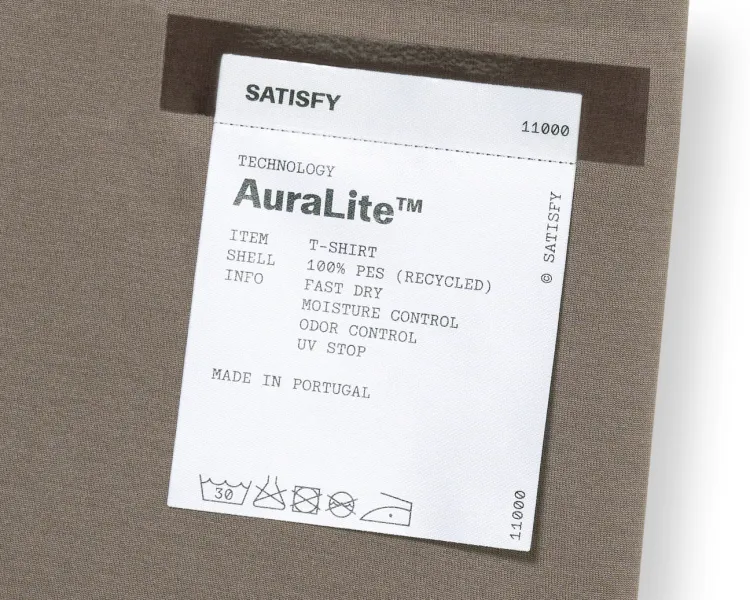 SATISFY
11000
TECHNOLOGY
AuraLite™
ITEM T-SHIRT
SHELL 100% PES (RECYCLED)
INFO FAST DRY
MOISTURE CONTROL
ODOR CONTROL
UV STOP
MADE IN PORTUGAL
30
© SATISFY
11000